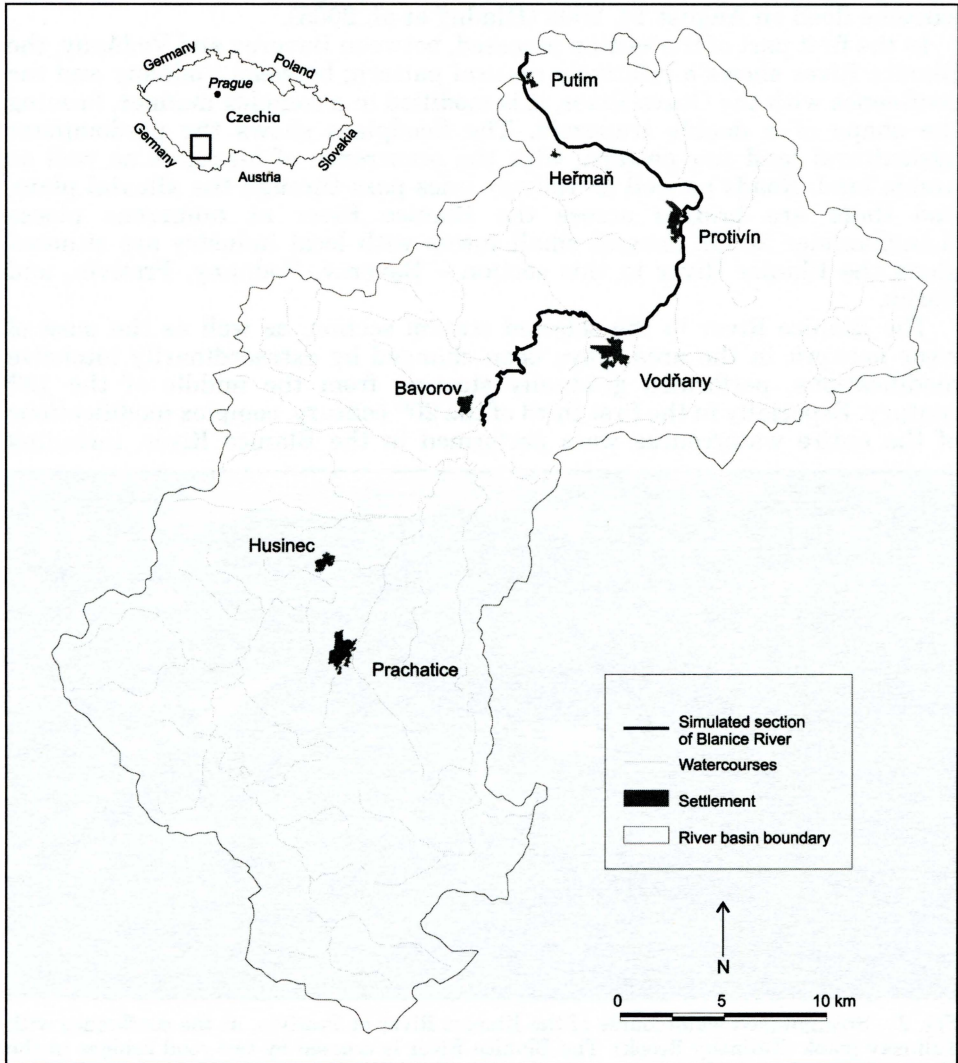 Germany
Poland
Prague
Czechia
Germany
Slovakia
Austria
Putim
Heřmaň
Protivín
Vodňany
Bavorov
Husinec
Prachatice
Simulated section
of Blanice River
Watercourses
Settlement
River basin boundary
N
0 5 10 km